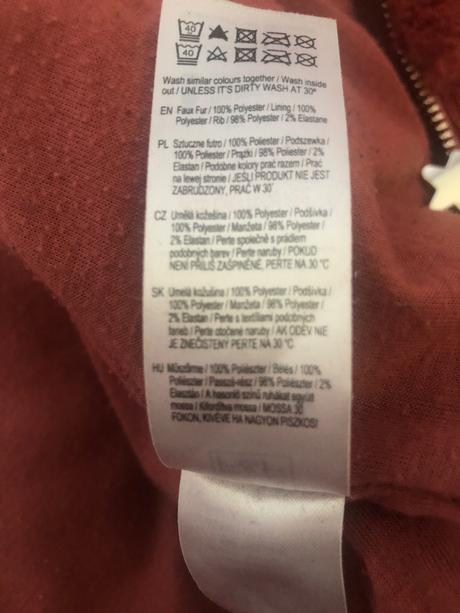 40
40
Wash similar colours together / Wash inside
out / UNLESS IT'S DIRTY WASH AT 30°
EN Faux Fur / 100% Polyester / Lining / 100%
Polyester / Rib / 98% Polyester / 2% Elastane
PL Sztuczne futro / 100% Poliester / Podszewka /
100% Poliester / Prążki / 98% Poliester / 2%
Elastan / Podobne kolory prać razem / Prać
na lewej stronie / JEŚLI PRODUKT NIE JEST
ZABRUDZONY, PRAĆ W 30°
CZ Umělá kožešina / 100% Polyester / Podšívka /
100% Polyester / Manžeta / 98% Polyester /
2% Elastan / Perte společně s prádlem
podobných barev / Perte naruby / POKUD
NENÍ PŘÍLIŠ ZAŠPINĚNÉ, PERTE NA 30 °C
SK Umelá kožušina / 100% Polyester / Podšívka /
100% Polyester / Manžeta / 98% Polyester /
2% Elastan / Perte s textíliami podobných
farieb / Perte otočené naruby / AK ODEV NIE
JE ZNEČISTENÝ PERTE NA 30 °C
HU Műszőrme / 100% Poliészter / Bélés / 100%
Poliészter / Passzé-rész / 98% Poliészter / 2%
Elasztán / A hasonló színű ruhákat együtt
mossa / Kifordítva mossa / MOSSA 30
FOKON, KIVÉVE HA NAGYON PISZKOS!